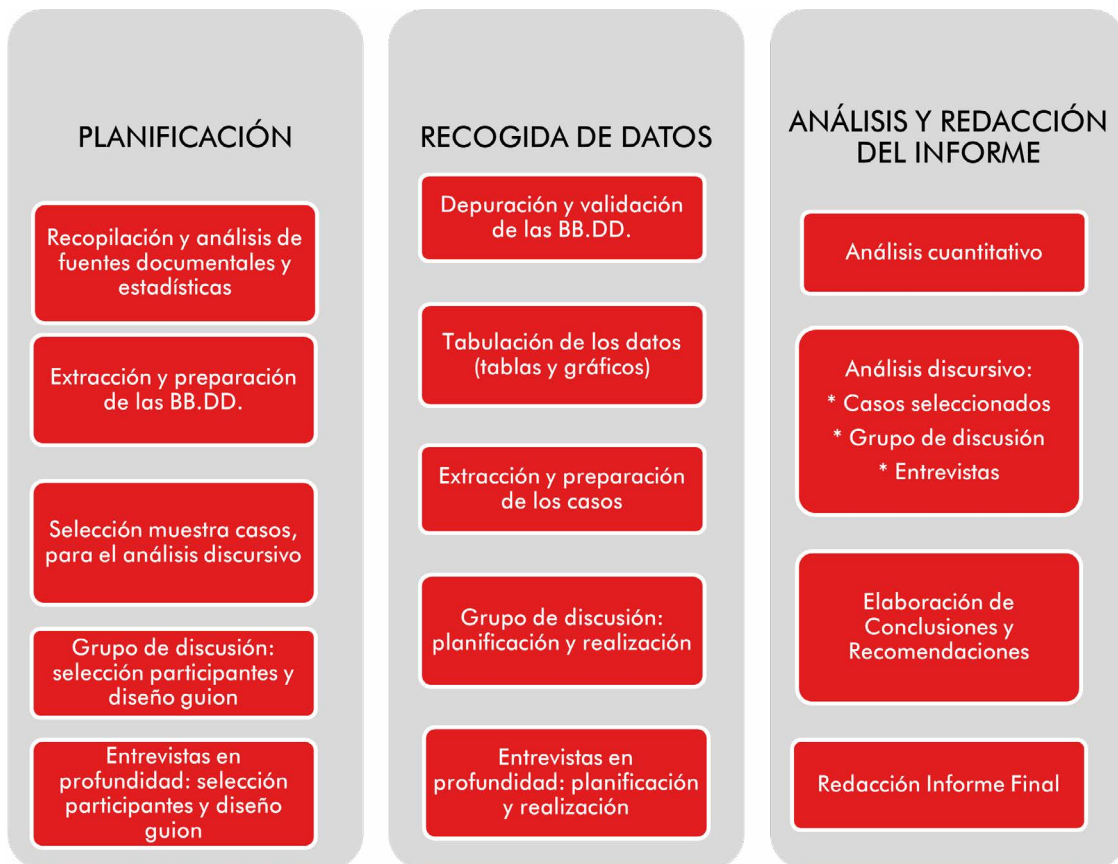 PLANIFICACIÓN
Recopilación y análisis de
fuentes documentales y
estadísticas
Extracción y preparación
de las BB.DD.
Selección muestra casos,
para el análisis discursivo
Grupo de discusión:
selección participantes y
diseño guion
Entrevistas en
profundidad: selección
participantes y diseño
guion
RECOGIDA DE DATOS
Depuración y validación
de las BB.DD.
Tabulación de los datos
(tablas y gráficos)
Extracción y preparación
de los casos
Grupo de discusión:
planificación y realización
Entrevistas en
profundidad: planificación
y realización
ANÁLISIS Y REDACCIÓN
DEL INFORME
Análisis cuantitativo
Análisis discursivo:
* Casos seleccionados
* Grupo de discusión
* Entrevistas
Elaboración de
Conclusiones y
Recomendaciones
Redacción Informe Final